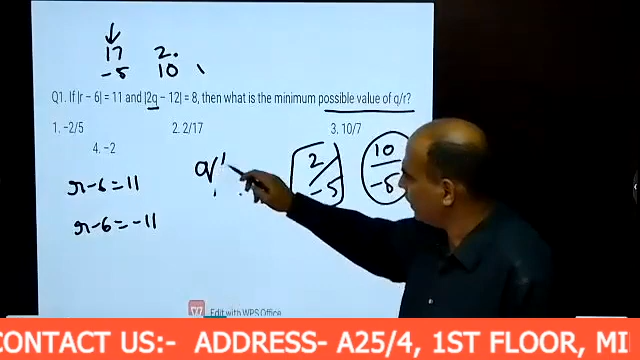 17 2.
-5 10 \
Q1. If |r − 6| = 11 and |2q − 12| = 8, then what is the minimum possible value of q/r?
1. −2/5 2. 2/17 3. 10/7
4. −2
r-6=11
r-6=-11
2/-5
10/-5
Edit with WPS Office
CONTACT US:- ADDRESS- A25/4, 1ST FLOOR, MI